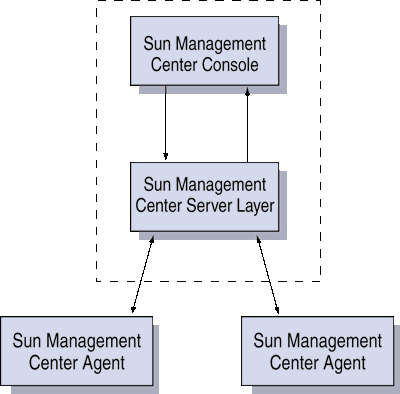 Sun Management
Center Console
Sun Management
Center Server Layer
Sun Management
Center Agent
Sun Management
Center Agent